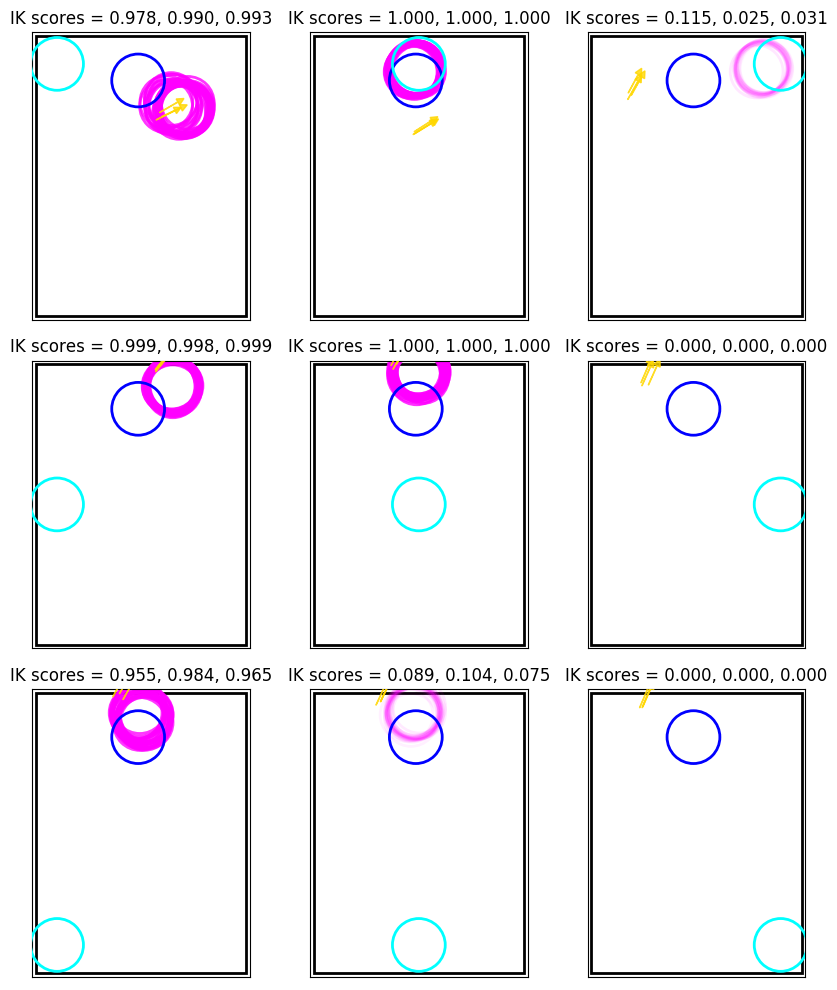 IK scores = 0.978, 0.990, 0.993
IK scores = 1.000, 1.000, 1.000
IK scores = 0.115, 0.025, 0.031
IK scores = 0.999, 0.998, 0.999
IK scores = 1.000, 1.000, 1.000
IK scores = 0.000, 0.000, 0.000
IK scores = 0.955, 0.984, 0.965
IK scores = 0.089, 0.104, 0.075
IK scores = 0.000, 0.000, 0.000